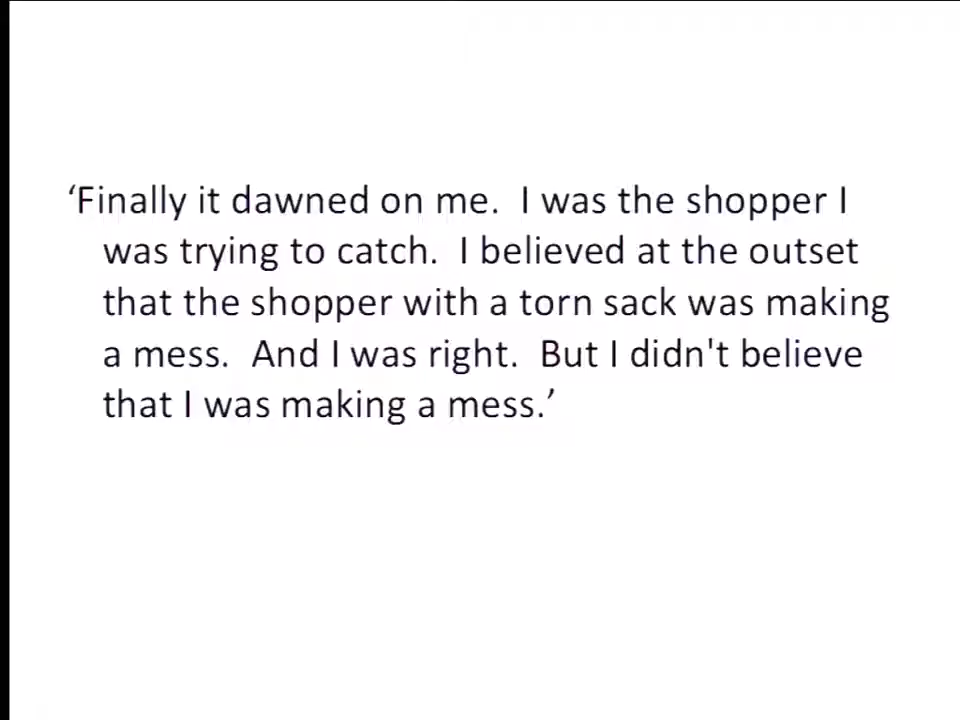 ‘Finally it dawned on me.  I was the shopper I
was trying to catch.  I believed at the outset
that the shopper with a torn sack was making
a mess.  And I was right.  But I didn't believe
that I was making a mess.’